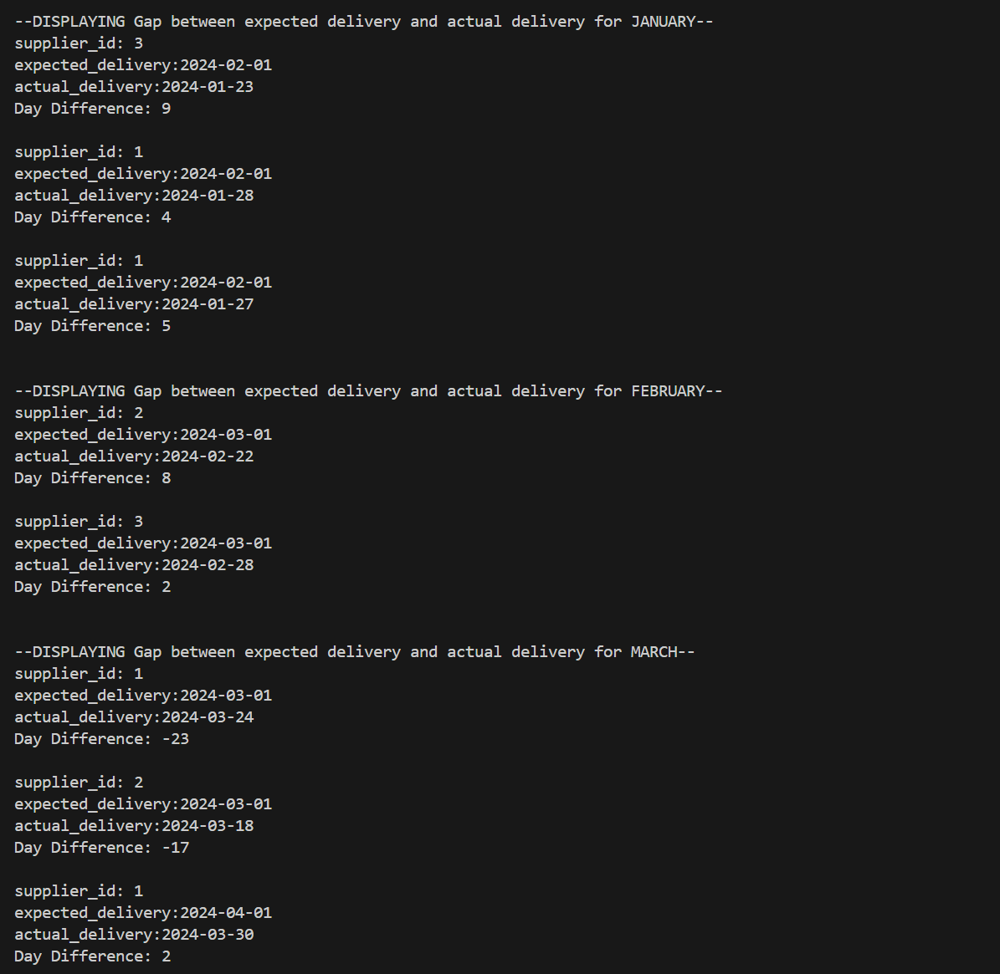 --DISPLAYING Gap between expected delivery and actual delivery for JANUARY--
supplier_id: 3
expected_delivery:2024-02-01
actual_delivery:2024-01-23
Day Difference: 9

supplier_id: 1
expected_delivery:2024-02-01
actual_delivery:2024-01-28
Day Difference: 4

supplier_id: 1
expected_delivery:2024-02-01
actual_delivery:2024-01-27
Day Difference: 5


--DISPLAYING Gap between expected delivery and actual delivery for FEBRUARY--
supplier_id: 2
expected_delivery:2024-03-01
actual_delivery:2024-02-22
Day Difference: 8

supplier_id: 3
expected_delivery:2024-03-01
actual_delivery:2024-02-28
Day Difference: 2


--DISPLAYING Gap between expected delivery and actual delivery for MARCH--
supplier_id: 1
expected_delivery:2024-03-01
actual_delivery:2024-03-24
Day Difference: -23

supplier_id: 2
expected_delivery:2024-03-01
actual_delivery:2024-03-18
Day Difference: -17

supplier_id: 1
expected_delivery:2024-04-01
actual_delivery:2024-03-30
Day Difference: 2